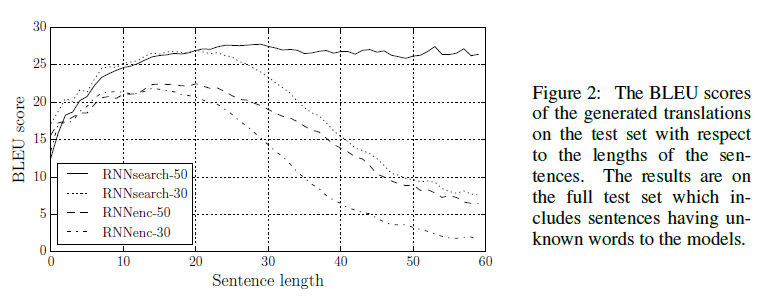 30
25
20
15
10
5
0
BLEU score
RNNsearch-50
RNNsearch-30
RNNenc-50
RNNenc-30
0 10 20 30 40 50 60
Sentence length
Figure 2: The BLEU scores
of the generated translations
on the test set with respect
to the lengths of the sen-
tences. The results are on
the full test set which in-
cludes sentences having un-
known words to the models.